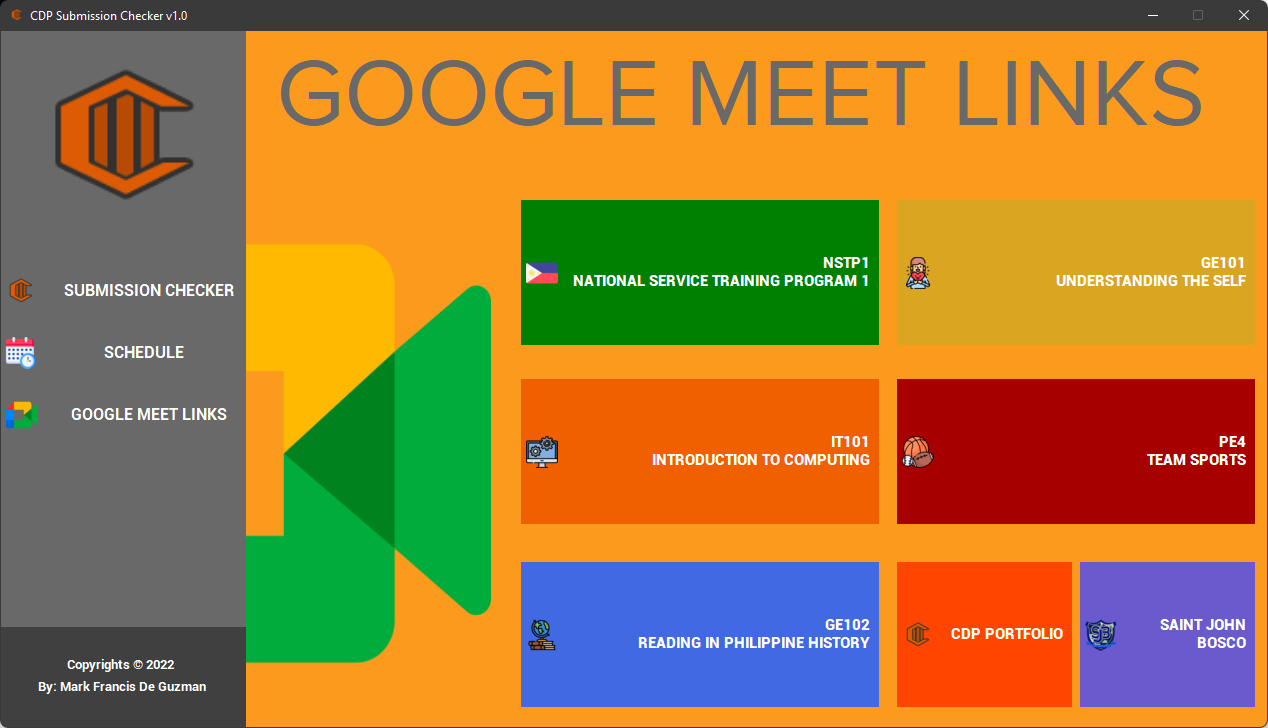 CDP Submission Checker v1.0
GOOGLE MEET LINKS
SUBMISSION CHECKER
SCHEDULE
GOOGLE MEET LINKS
Copyrights © 2022
By: Mark Francis De Guzman
NSTP1
NATIONAL SERVICE TRAINING PROGRAM 1
GE101
UNDERSTANDING THE SELF
IT101
INTRODUCTION TO COMPUTING
PE4
TEAM SPORTS
GE102
READING IN PHILIPPINE HISTORY
CDP PORTFOLIO
SAINT JOHN
BOSCO